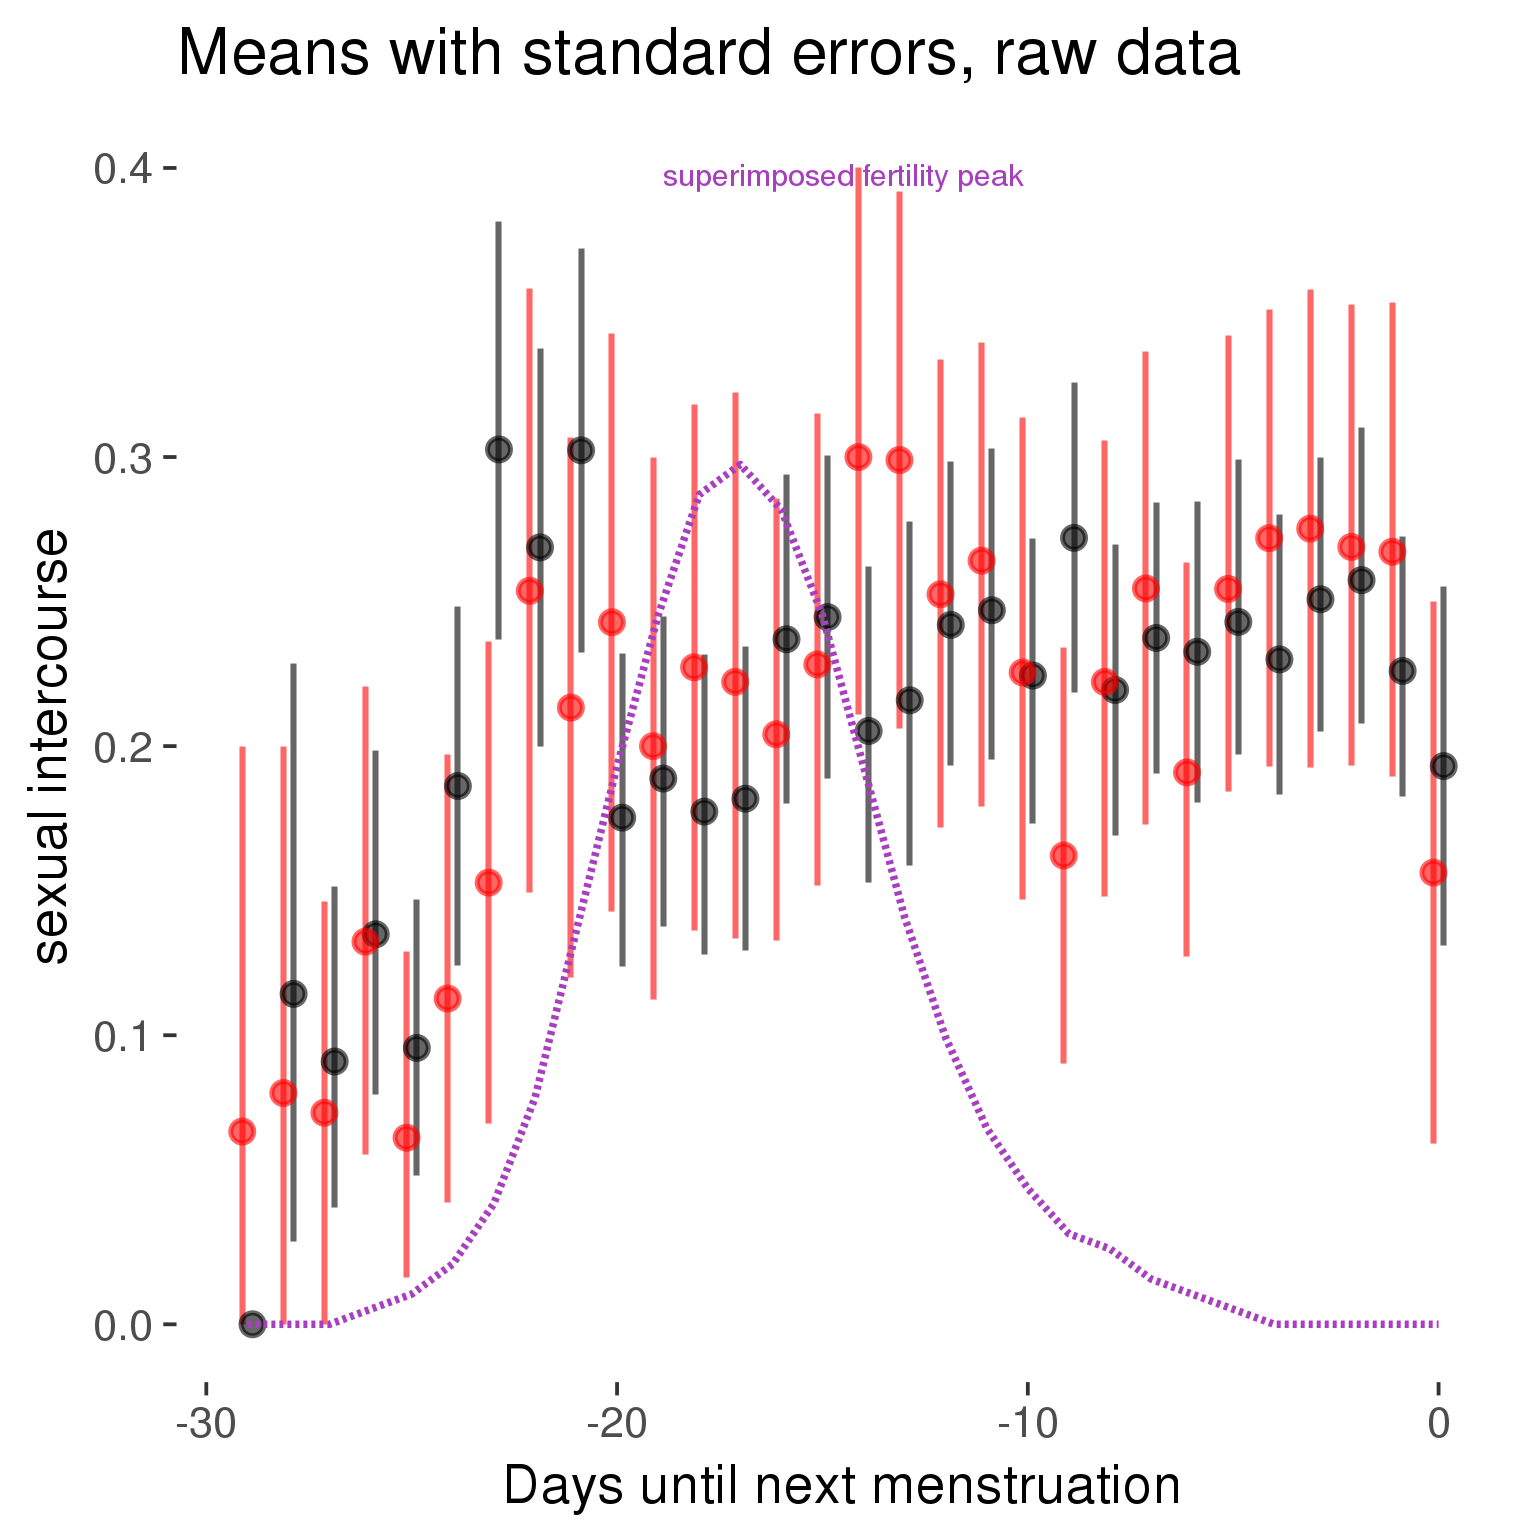 Means with standard errors, raw data
superimposed fertility peak
0.4
0.3
0.2
0.1
0.0
sexual intercourse
-30 -20 -10 0
Days until next menstruation